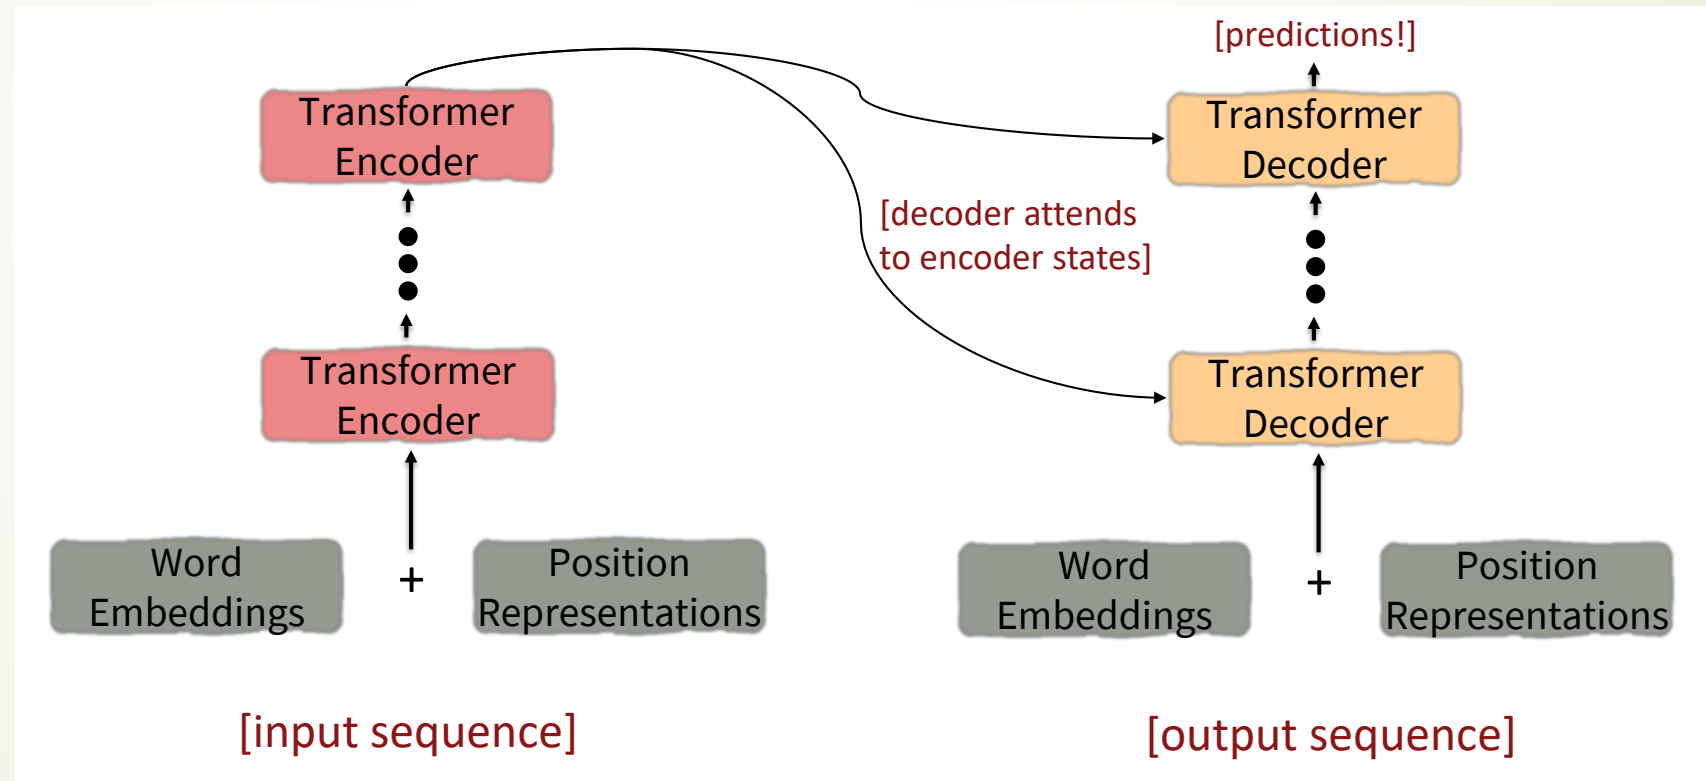 [predictions!]
Transformer
Encoder
Transformer
Decoder
[decoder attends
to encoder states]
Transformer
Encoder
Transformer
Decoder
Word
Embeddings
+
Position
Representations
Word
Embeddings
+
Position
Representations
[input sequence]
[output sequence]